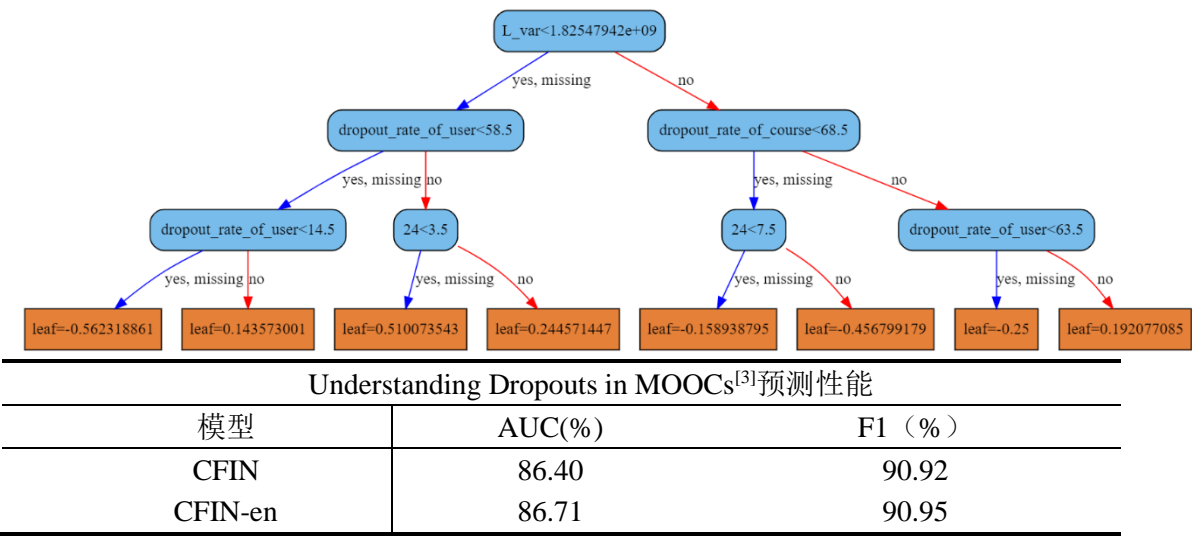 L_var<1.82547942e+09
yes, missing
no
dropout_rate_of_user<58.5
dropout_rate_of_course<68.5
yes, missing
no
yes, missing
no
dropout_rate_of_user<14.5
24<3.5
24<7.5
dropout_rate_of_user<63.5
yes, missing
no
yes, missing
no
yes, missing
no
yes, missing
no
leaf=-0.562318861
leaf=0.143573001
leaf=0.510073543
leaf=0.244571447
leaf=-0.158938795
leaf=-0.456799179
leaf=-0.25
leaf=0.192077085
Understanding Dropouts in MOOCs[3]预测性能
模型 AUC(%) F1（%）
CFIN 86.40 90.92
CFIN-en 86.71 90.95